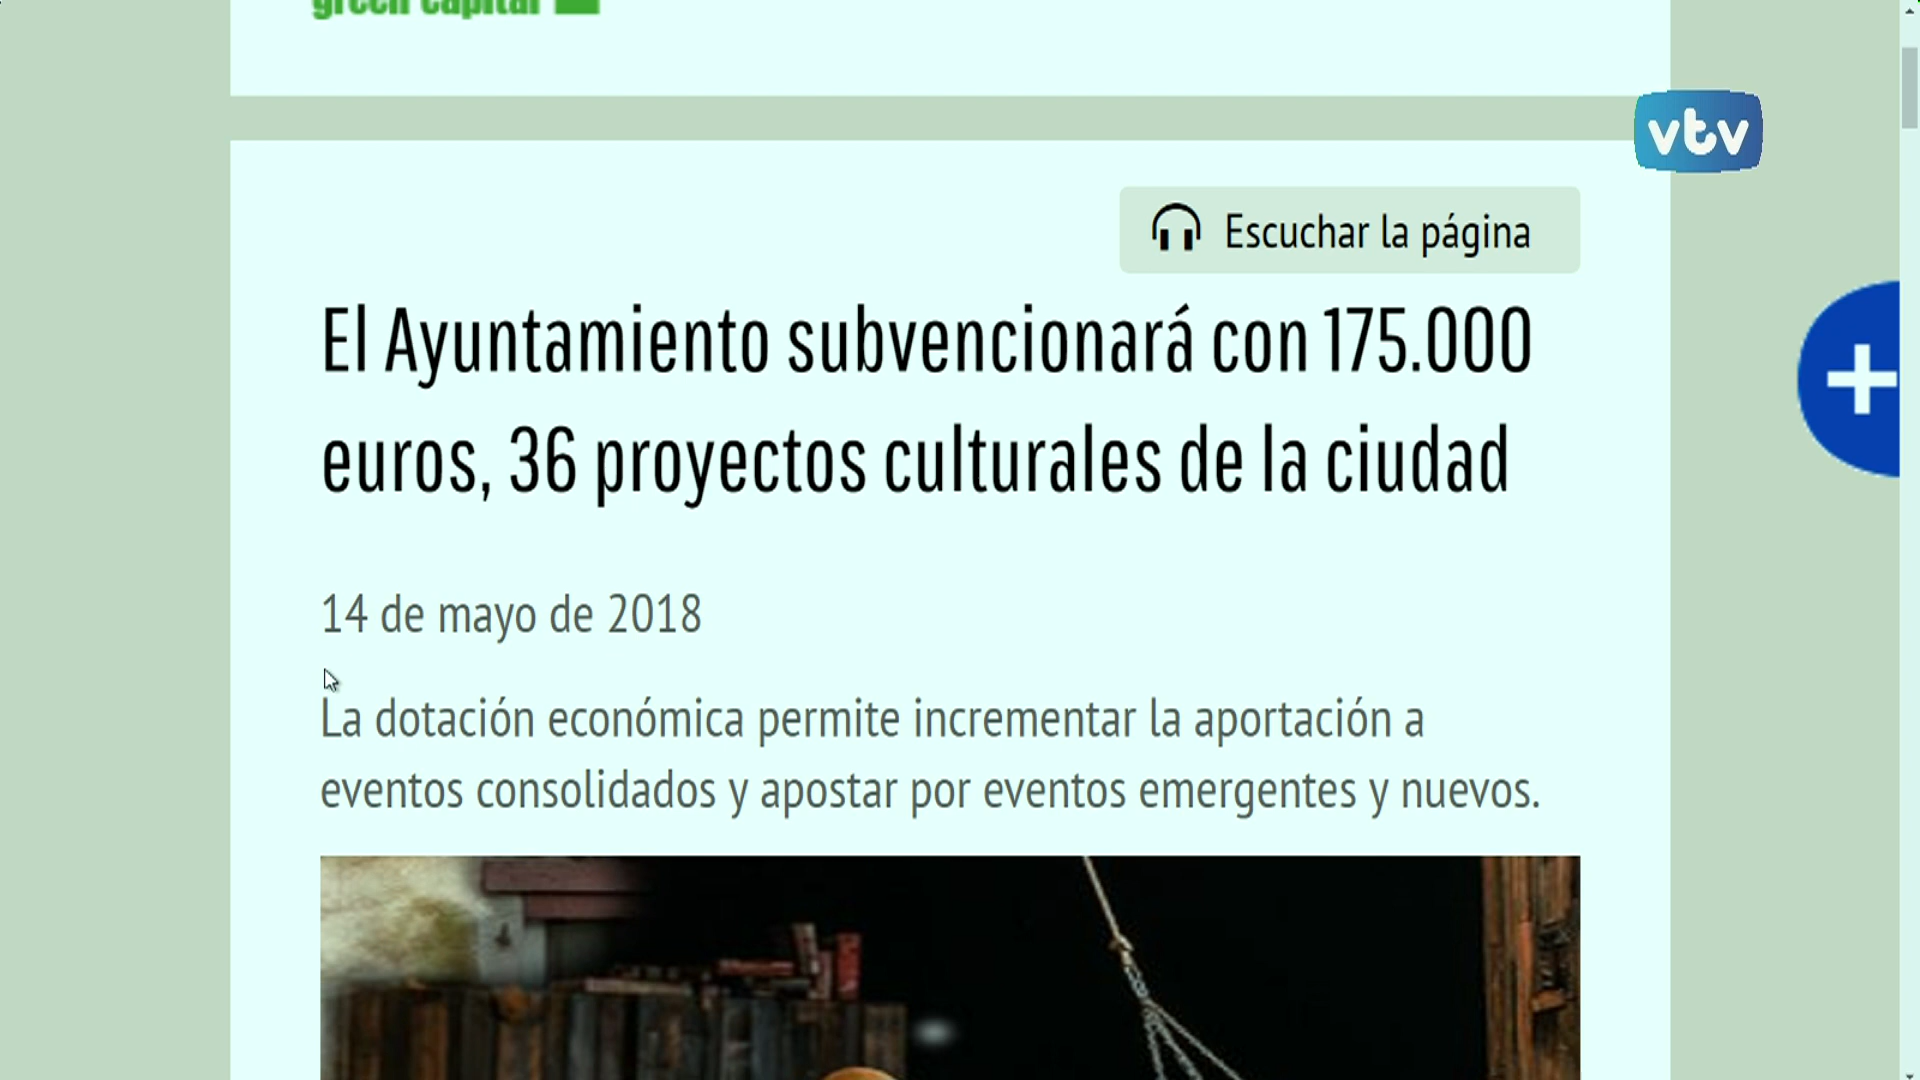 green capital
vtv
Escuchar la página
El Ayuntamiento subvencionará con 175.000
euros, 36 proyectos culturales de la ciudad
14 de mayo de 2018
La dotación económica permite incrementar la aportación a
eventos consolidados y apostar por eventos emergentes y nuevos.